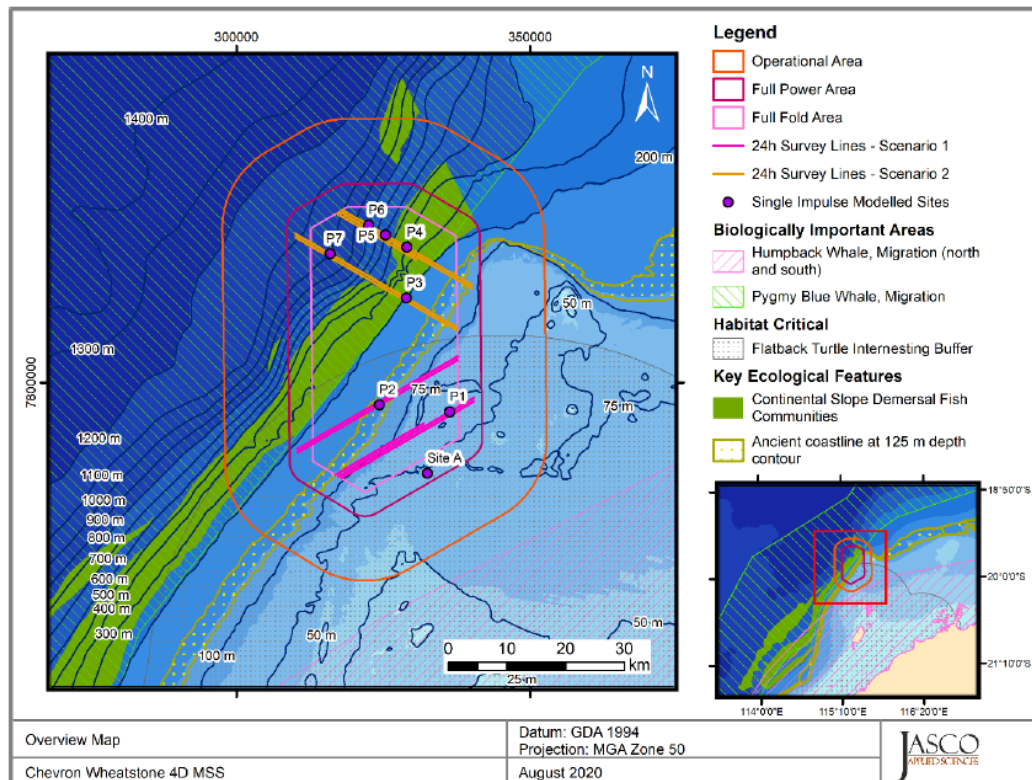 300000
350000
7800000
1400 m
1300 m
1200 m
1100 m
1000 m
900 m
800 m
700 m
600 m
500 m
400 m
300 m
100 m
50 m
25 m
50 m
75 m
50 m
200 m
75 m
N
P6
P5
P4
P7
P3
P2
P1
Site A
0 10 20 30
km
Legend
Operational Area
Full Power Area
Full Fold Area
24h Survey Lines - Scenario 1
24h Survey Lines - Scenario 2
Single Impulse Modelled Sites
Biologically Important Areas
Humpback Whale, Migration (north
and south)
Pygmy Blue Whale, Migration
Habitat Critical
Flatback Turtle Internesting Buffer
Key Ecological Features
Continental Slope Demersal Fish
Communities
Ancient coastline at 125 m depth
contour
18°50'0"S
20°0'0"S
21°10'0"S
114°0'0"E
115°10'0"E
116°20'0"E
Overview Map
Chevron Wheatstone 4D MSS
Datum: GDA 1994
Projection: MGA Zone 50
August 2020
JASCO
APPLIED SCIENCES